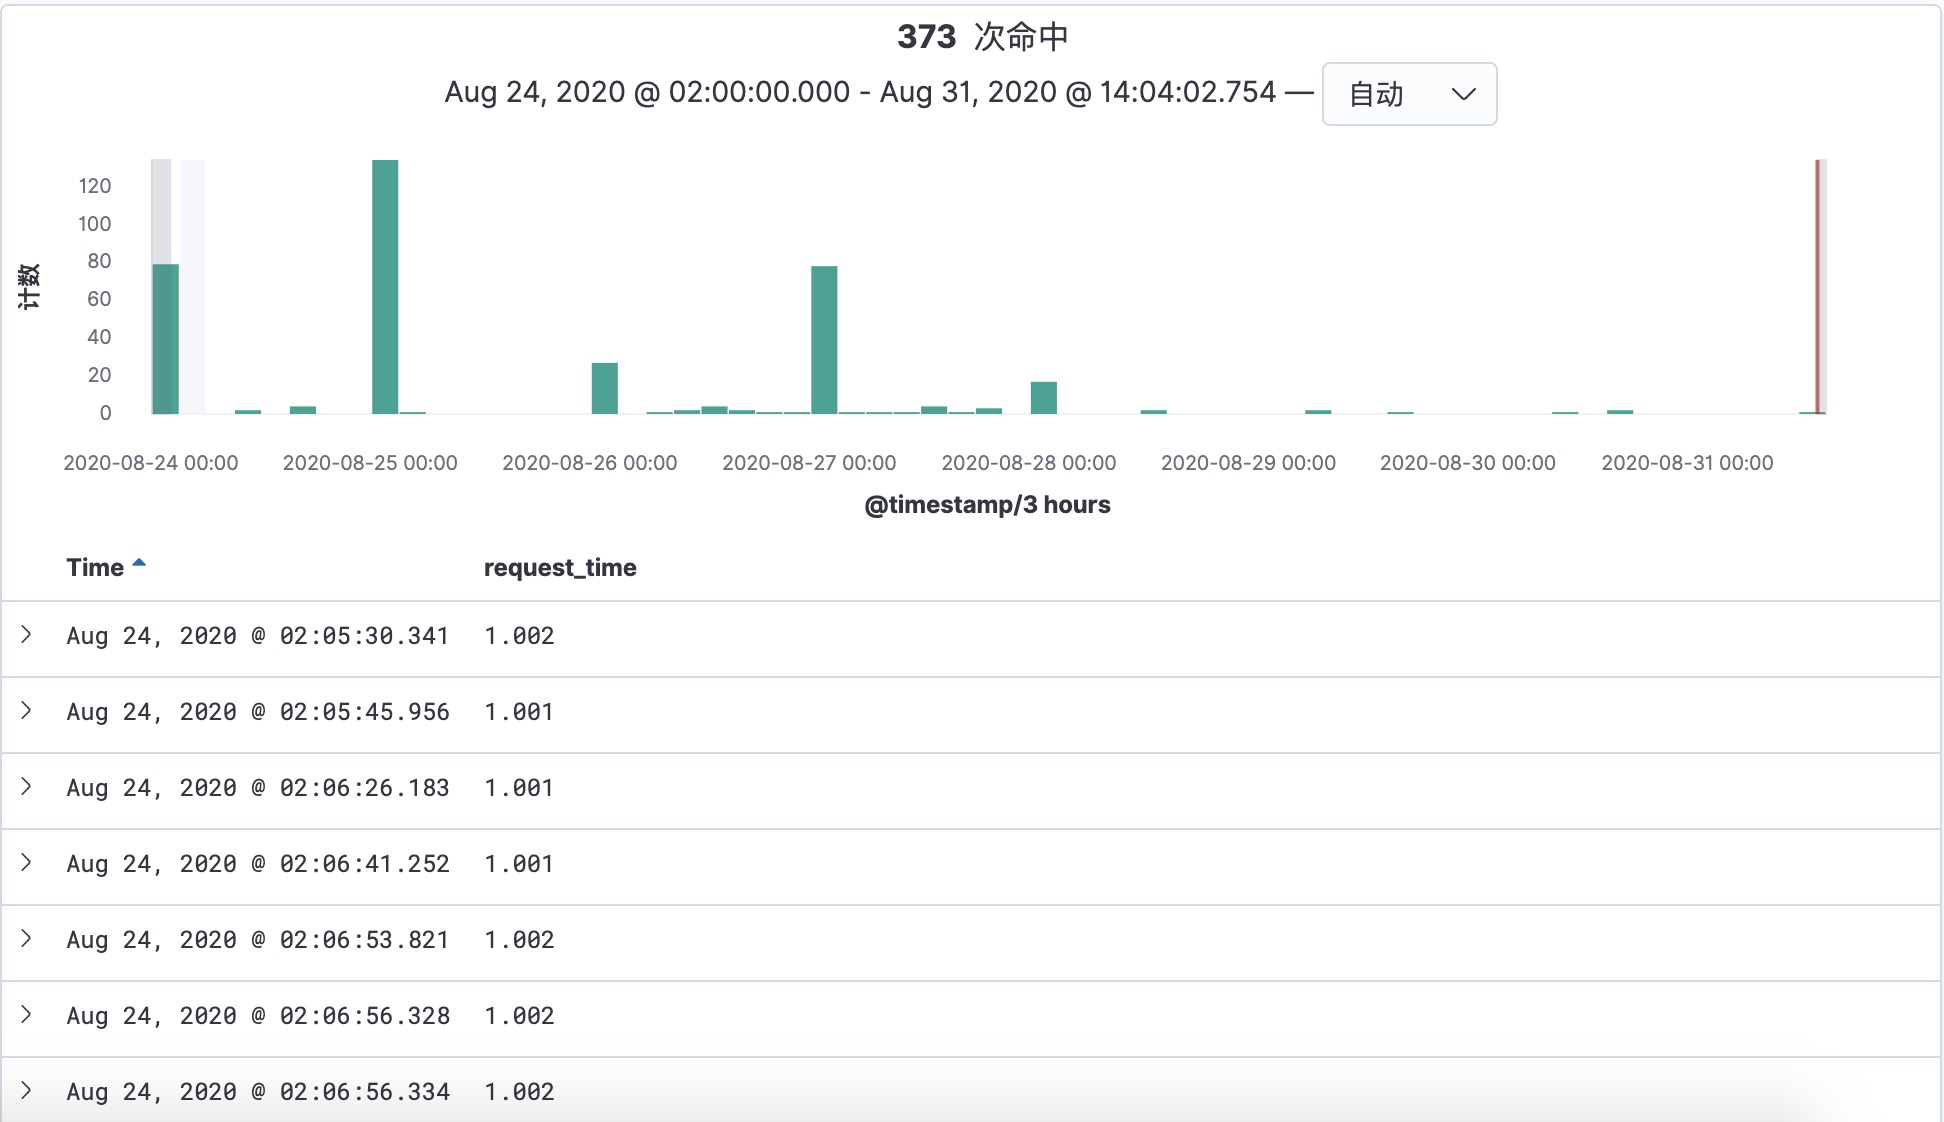 373 次命中
Aug 24, 2020 @ 02:00:00.000 - Aug 31, 2020 @ 14:04:02.754 — 自动
计数
120
100
80
60
40
20
0
2020-08-24 00:00 2020-08-25 00:00 2020-08-26 00:00 2020-08-27 00:00 2020-08-28 00:00 2020-08-29 00:00 2020-08-30 00:00 2020-08-31 00:00
@timestamp/3 hours
Time request_time
Aug 24, 2020 @ 02:05:30.341 1.002
Aug 24, 2020 @ 02:05:45.956 1.001
Aug 24, 2020 @ 02:06:26.183 1.001
Aug 24, 2020 @ 02:06:41.252 1.001
Aug 24, 2020 @ 02:06:53.821 1.002
Aug 24, 2020 @ 02:06:56.328 1.002
Aug 24, 2020 @ 02:06:56.334 1.002